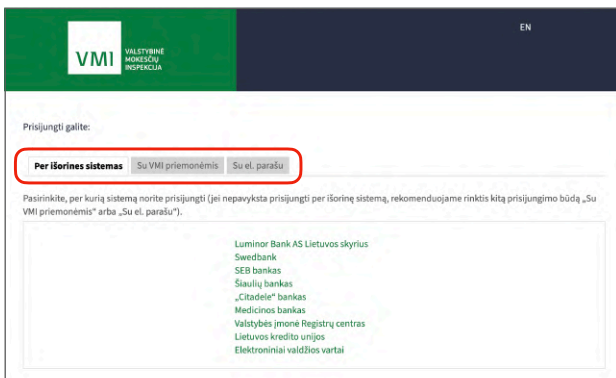 EN
VMI
VALSTYBINĖ
MOKESČIŲ
INSPEKCIJA
Prisijungti galite:
Per išorines sistemas
Su VMI priemonėmis
Su el. parašu
Pasirinkite, per kurią sistemą norite prisijungti (jei nepavyksta prisijungti per išorinę sistemą, rekomenduojame rinktis kitą prisijungimo būdą „Su
VMI priemonėmis" arba „Su el. parašu").
Luminor Bank AS Lietuvos skyrius
Swedbank
SEB bankas
Šiaulių bankas
„Citadele" bankas
Medicinos bankas
Valstybės įmonė Registrų centras
Lietuvos kredito unijos
Elektroniniai valdžios vartai